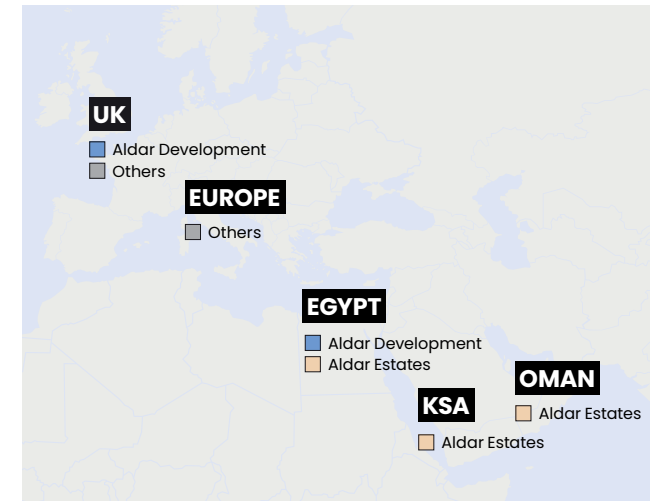 UK
Aldar Development
Others
EUROPE
Others
EGYPT
Aldar Development
Aldar Estates
OMAN
Aldar Estates
KSA
Aldar Estates